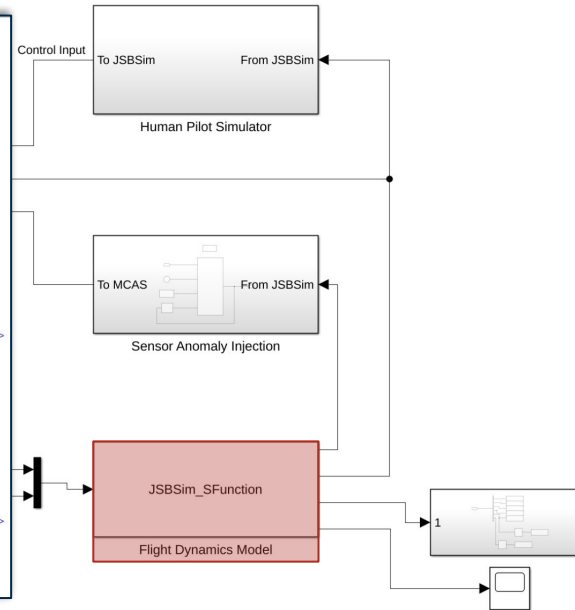 Control Input
To JSBSim
From JSBSim
Human Pilot Simulator
To MCAS
From JSBSim
Sensor Anomaly Injection
JSBSim_SFunction
Flight Dynamics Model
1